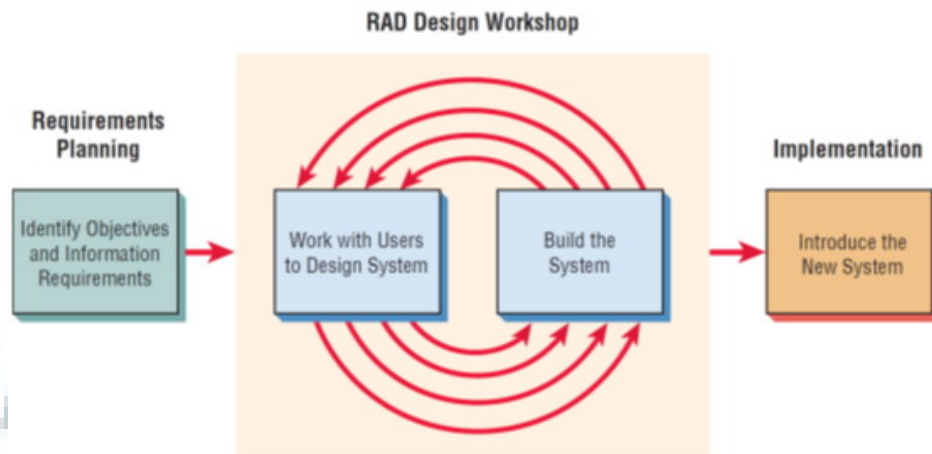 RAD Design Workshop
Requirements
Planning
Identify Objectives
and Information
Requirements
Work with Users
to Design System
Build the
System
Implementation
Introduce the
New System